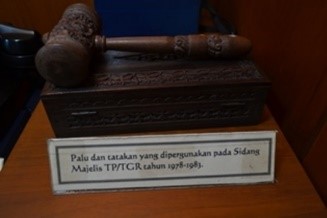 Palu dan tatakan yang dipergunakan pada Sidang
Majelis TP/TGR tahun 1978-1983.